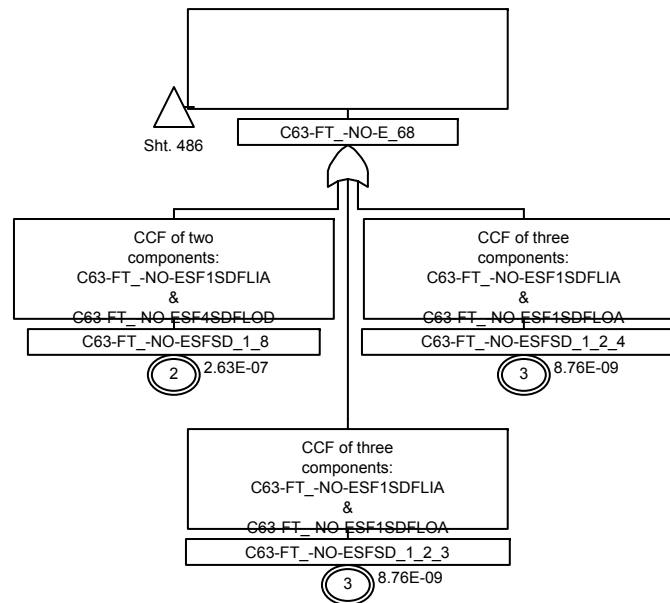 Sht. 486
C63-FT_-NO-E_68
CCF of two
components:
C63-FT_-NO-ESF1SDFLIA
&
C63-FT_-NO-ESF4SDFLOD
C63-FT_-NO-ESFSD_1_8
2
2.63E-07
CCF of three
components:
C63-FT_-NO-ESF1SDFLIA
&
C63-FT_-NO-ESF1SDFLOA
C63-FT_-NO-ESFSD_1_2_4
3
8.76E-09
CCF of three
components:
C63-FT_-NO-ESF1SDFLIA
&
C63-FT_-NO-ESF1SDFLOA
C63-FT_-NO-ESFSD_1_2_3
3
8.76E-09